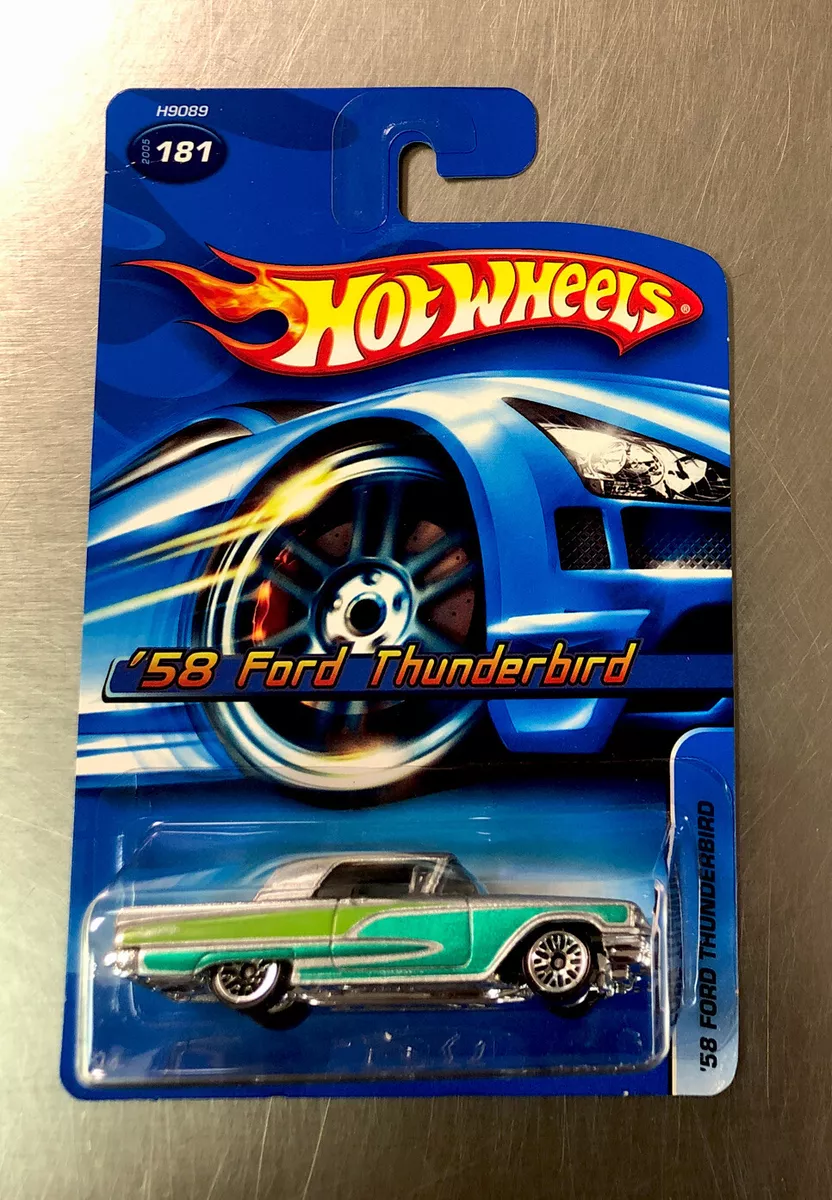 H9089
2005
181
HOT WHEELS®
'58 Ford Thunderbird
'58 FORD THUNDERBIRD